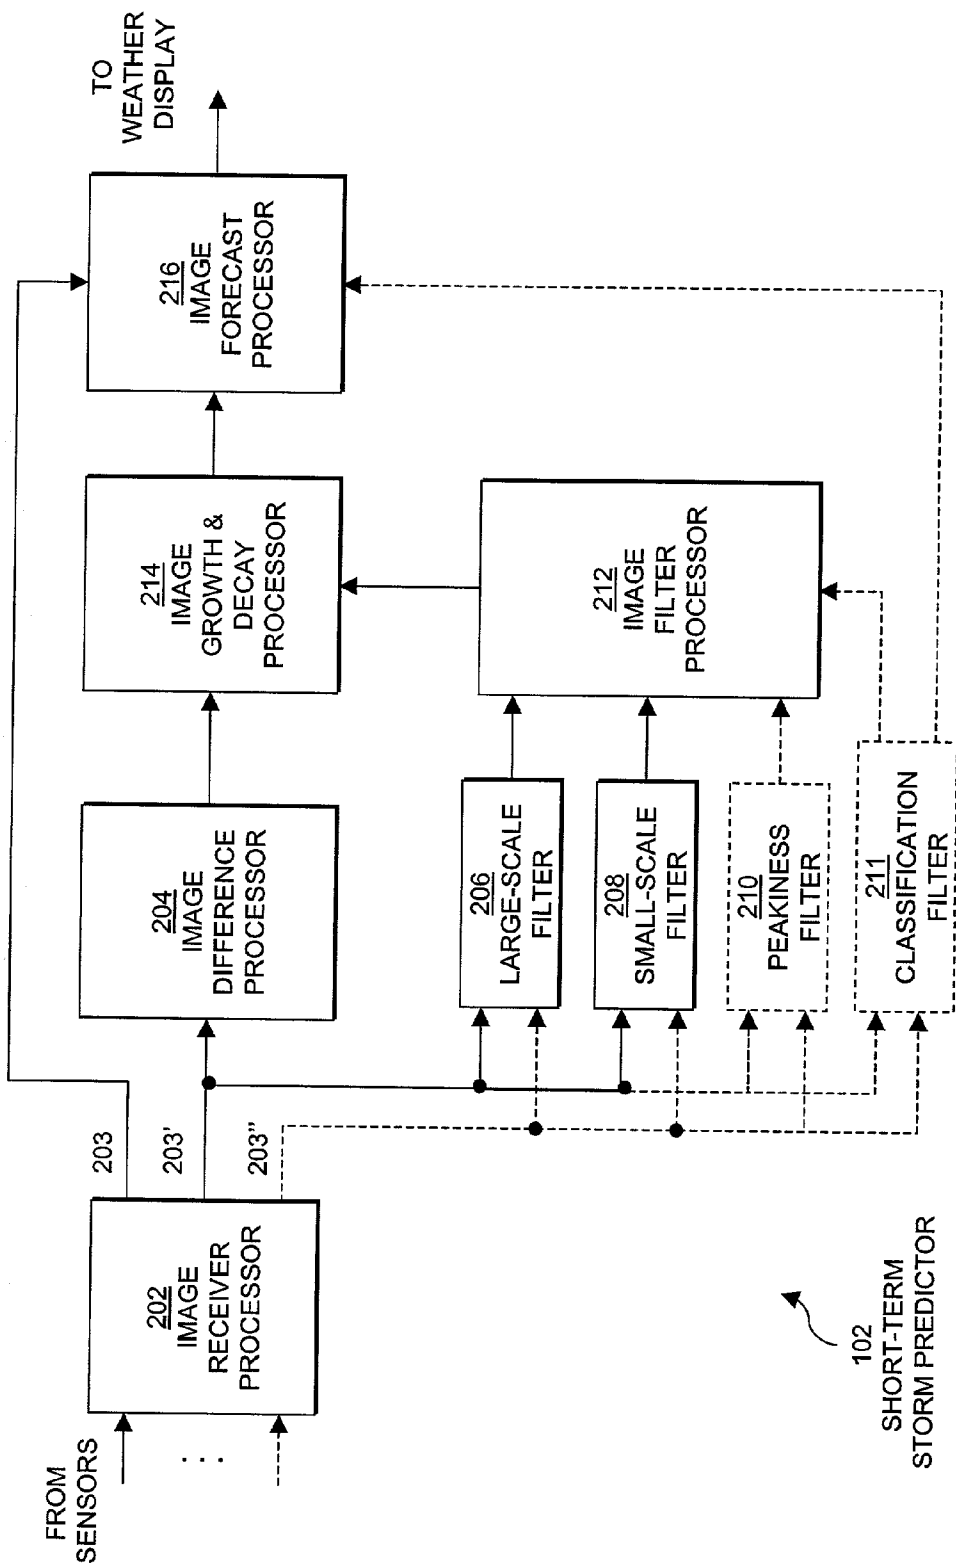 FROM
SENSORS
. . .
202
IMAGE
RECEIVER
PROCESSOR
203
203'
203"
204
IMAGE
DIFFERENCE
PROCESSOR
214
IMAGE
GROWTH &
DECAY
PROCESSOR
216
IMAGE
FORECAST
PROCESSOR
TO
WEATHER
DISPLAY
206
LARGE-SCALE
FILTER
208
SMALL-SCALE
FILTER
210
PEAKINESS
FILTER
211
CLASSIFICATION
FILTER
212
IMAGE
FILTER
PROCESSOR
102
SHORT-TERM
STORM PREDICTOR